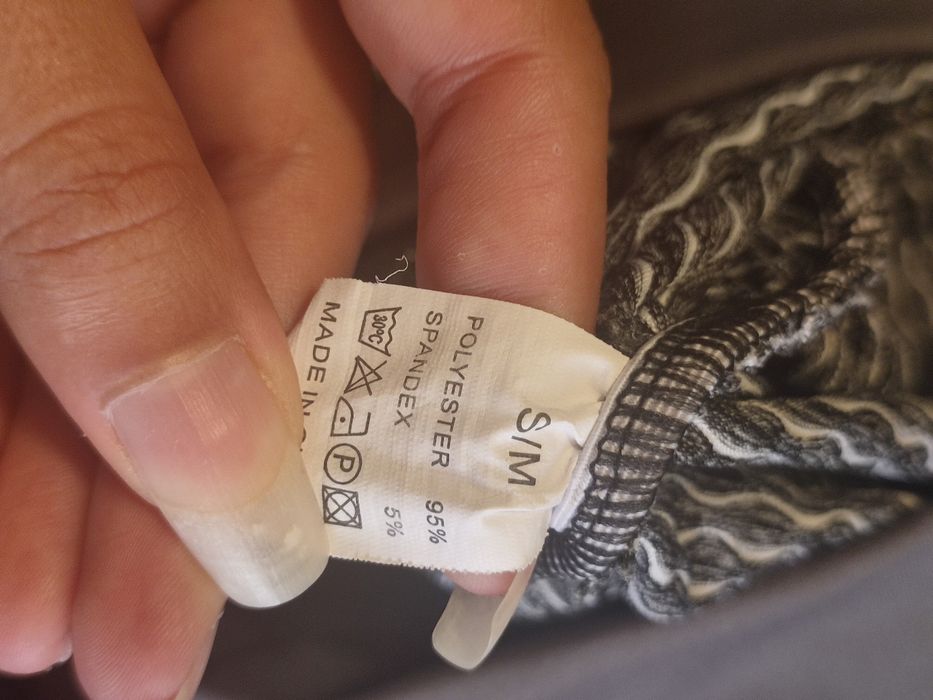 S/M
POLYESTER 95%
SPANDEX 5%
30°C P
MADE IN